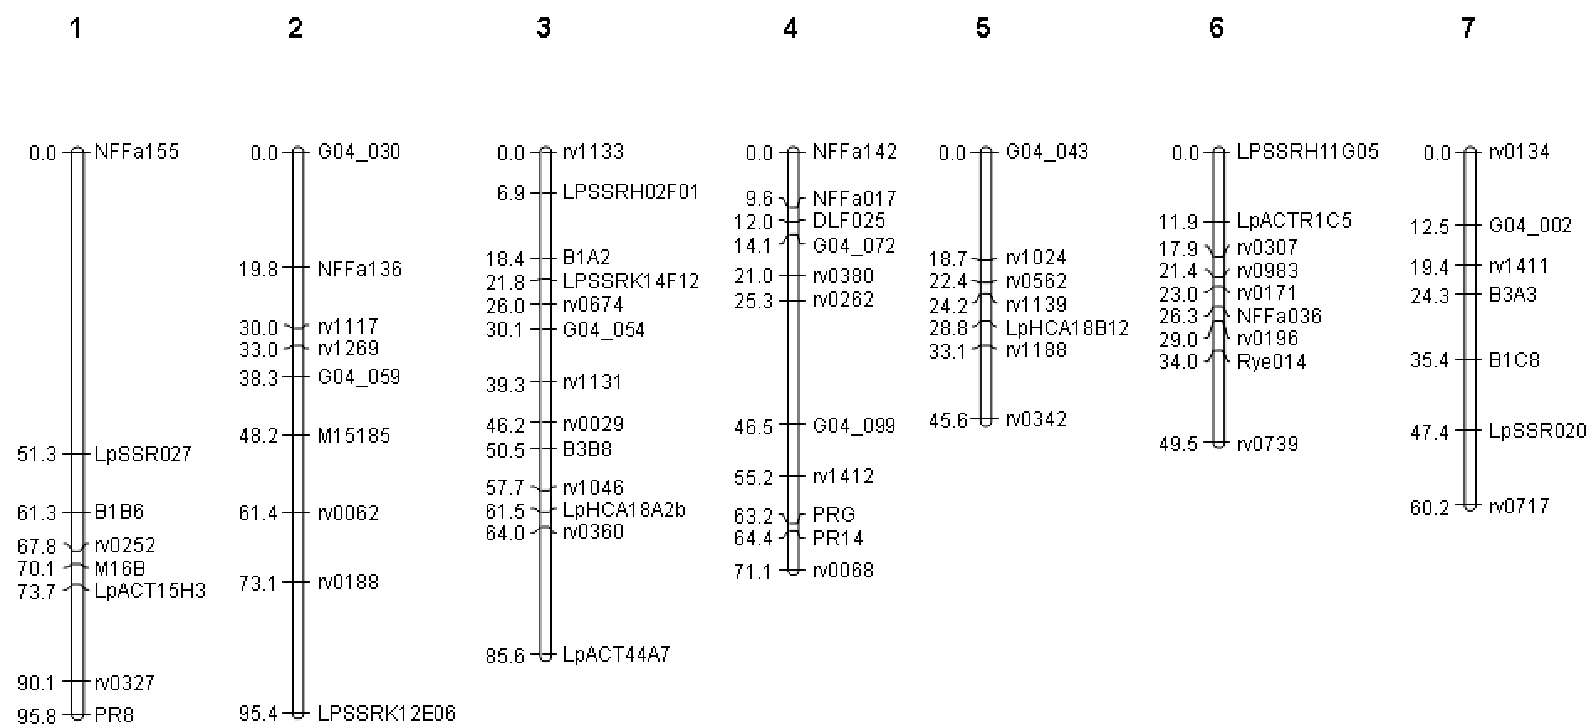 1
0.0 NFFa155
51.3 LpSSR027
61.3 B1B6
67.8 rv0252
70.1 M16B
73.7 LpACT15H3
90.1 rv0327
95.8 PR8
2
0.0 G04_030
19.8 NFFa136
30.0 rv1117
33.0 rv1269
38.3 G04_059
48.2 M15185
61.4 rv0062
73.1 rv0188
95.4 LPSSRK12E06
3
0.0 rv1133
6.9 LPSSRH02F01
18.4 B1A2
21.8 LPSSRK14F12
26.0 rv0674
30.1 G04_054
39.3 rv1131
46.2 rv0029
50.5 B3B8
57.7 rv1046
61.5 LpHCA18A2b
64.0 rv0360
85.6 LpACT44A7
4
0.0 NFFa142
9.6 NFFa017
12.0 DLF025
14.1 G04_072
21.0 rv0380
25.3 rv0262
46.5 G04_099
55.2 rv1412
63.2 PRG
64.4 PR14
71.1 rv0068
5
0.0 G04_043
18.7 rv1024
22.4 rv0562
24.2 rv1139
28.8 LpHCA18B12
33.1 rv1188
45.6 rv0342
6
0.0 LPSSRH11G05
11.9 LpACTR1C5
17.9 rv0307
21.4 rv0983
23.0 rv0171
26.3 NFFa036
29.0 rv0196
34.0 Rye014
49.5 rv0739
7
0.0 rv0134
12.5 G04_002
19.4 rv1411
24.3 B3A3
35.4 B1C8
47.4 LpSSR020
60.2 rv0717